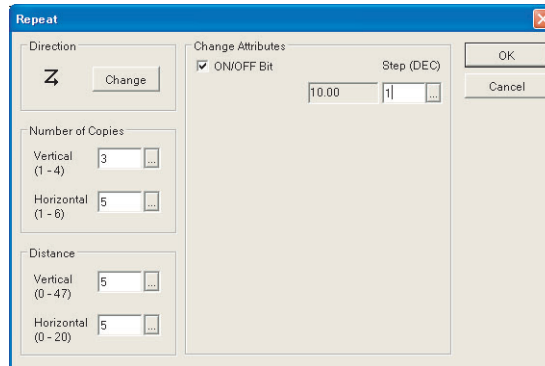 Repeat
Direction
Change
Number of Copies
Vertical
(1 - 4)
3
...
Horizontal
(1 - 6)
5
...
Distance
Vertical
(0 - 47)
5
...
Horizontal
(0 - 20)
5
...
Change Attributes
ON/OFF Bit
Step (DEC)
10.00
1
...
OK
Cancel